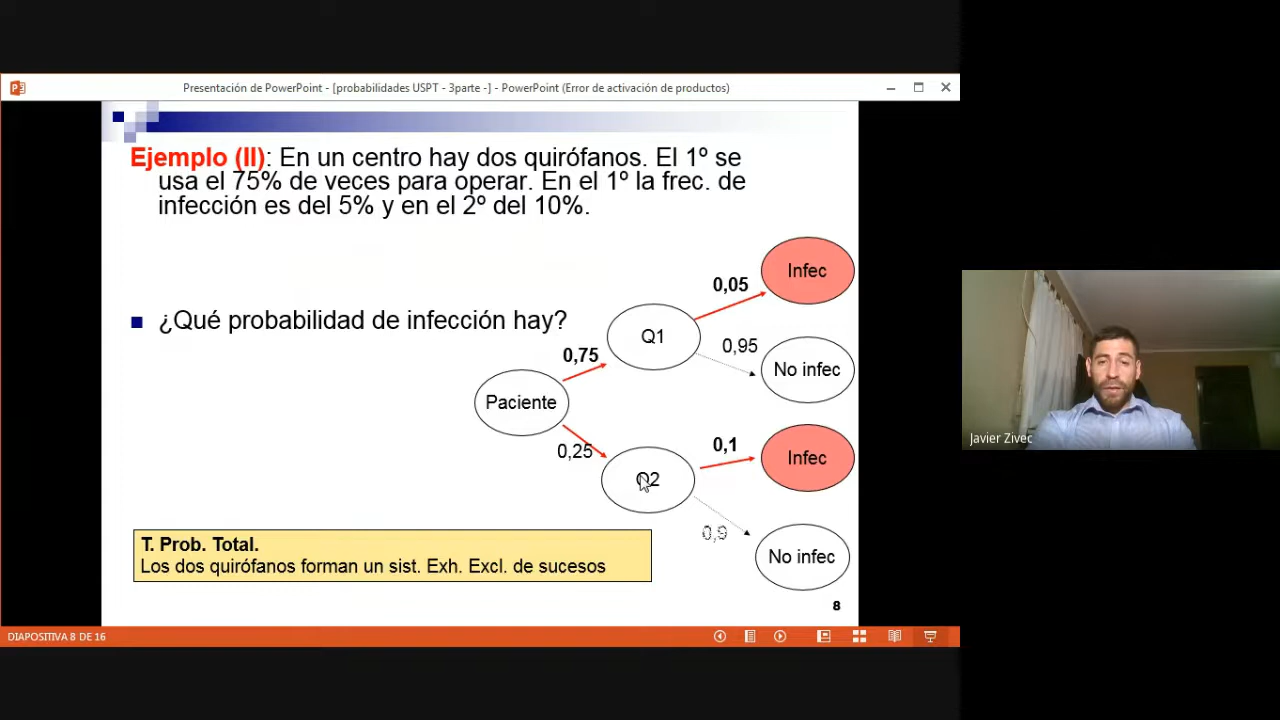 Presentación de PowerPoint - [probabilidades USPT - 3parte -] - PowerPoint (Error de activación de productos)
Ejemplo (II): En un centro hay dos quirófanos. El 1º se
usa el 75% de veces para operar. En el 1º la frec. de
infección es del 5% y en el 2º del 10%.
¿Qué probabilidad de infección hay?
Paciente
0,75
0,25
Q1
Q2
0,05
0,95
0,1
0,9
Infec
No infec
Infec
No infec
T. Prob. Total.
Los dos quirófanos forman un sist. Exh. Excl. de sucesos
8
DIAPOSITIVA 8 DE 16
Javier Zivec